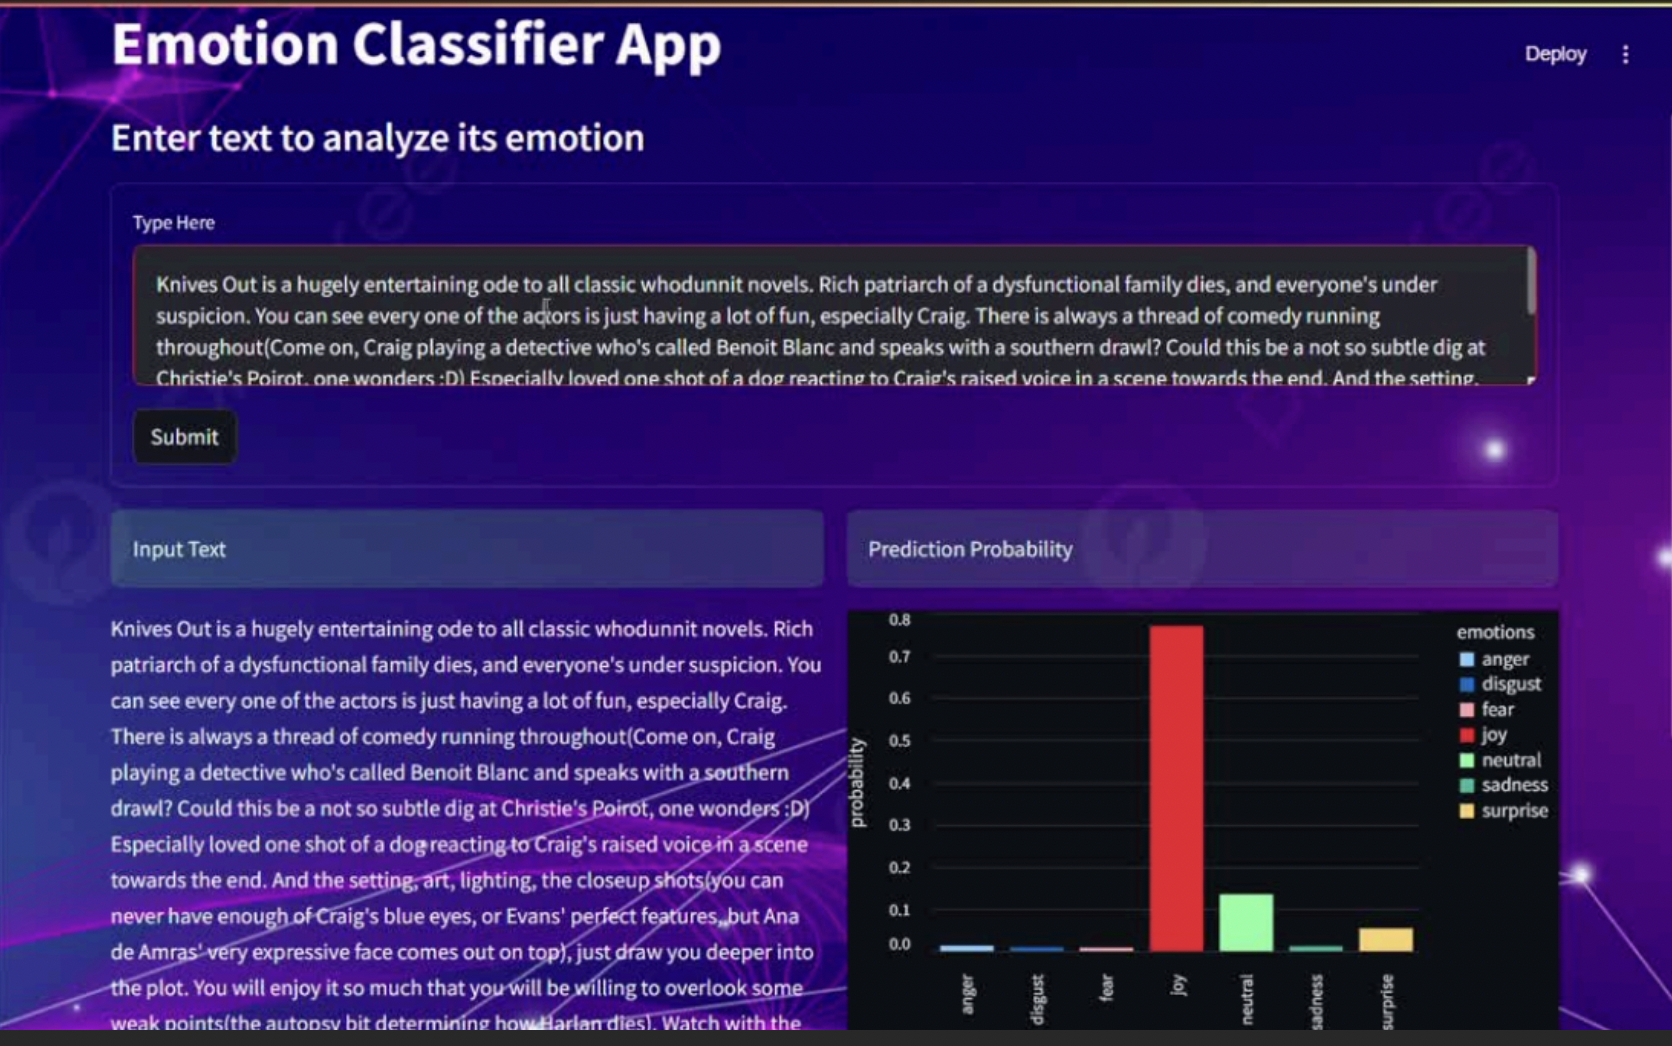 Emotion Classifier App
Deploy
Enter text to analyze its emotion
Type Here
Knives Out is a hugely entertaining ode to all classic whodunnit novels. Rich patriarch of a dysfunctional family dies, and everyone's under
suspicion. You can see every one of the actors is just having a lot of fun, especially Craig. There is always a thread of comedy running
throughout(Come on, Craig playing a detective who's called Benoit Blanc and speaks with a southern drawl? Could this be a not so subtle dig at
Christie's Poirot, one wonders :D) Especially loved one shot of a dog reacting to Craig's raised voice in a scene towards the end. And the setting,
Submit
Input Text
Knives Out is a hugely entertaining ode to all classic whodunnit novels. Rich
patriarch of a dysfunctional family dies, and everyone's under suspicion. You
can see every one of the actors is just having a lot of fun, especially Craig.
There is always a thread of comedy running throughout(Come on, Craig
playing a detective who's called Benoit Blanc and speaks with a southern
drawl? Could this be a not so subtle dig at Christie's Poirot, one wonders :D)
Especially loved one shot of a dog reacting to Craig's raised voice in a scene
towards the end. And the setting, art, lighting, the closeup shots(you can
never have enough of Craig's blue eyes, or Evans' perfect features, but Ana
de Amras' very expressive face comes out on top), just draw you deeper into
the plot. You will enjoy it so much that you will be willing to overlook some
weak points(the autopsy bit determining how Harlan dies). Watch with the
Prediction Probability
0.8
0.7
0.6
0.5
0.4
0.3
0.2
0.1
0.0
probability
anger
disgust
fear
joy
neutral
sadness
surprise
emotions
anger
disgust
fear
joy
neutral
sadness
surprise